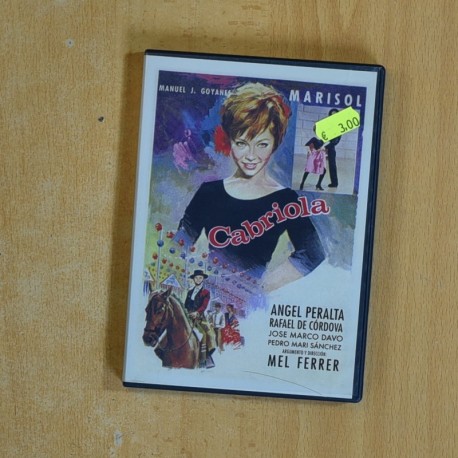 MANUEL J. GOYANES
MARISOL
€ 3,00
Cabriola
ANGEL PERALTA
RAFAEL DE CÓRDOVA
JOSE MARCO DAVO
PEDRO MARI SÁNCHEZ
ARGUMENTO Y DIRECCIÓN:
MEL FERRER